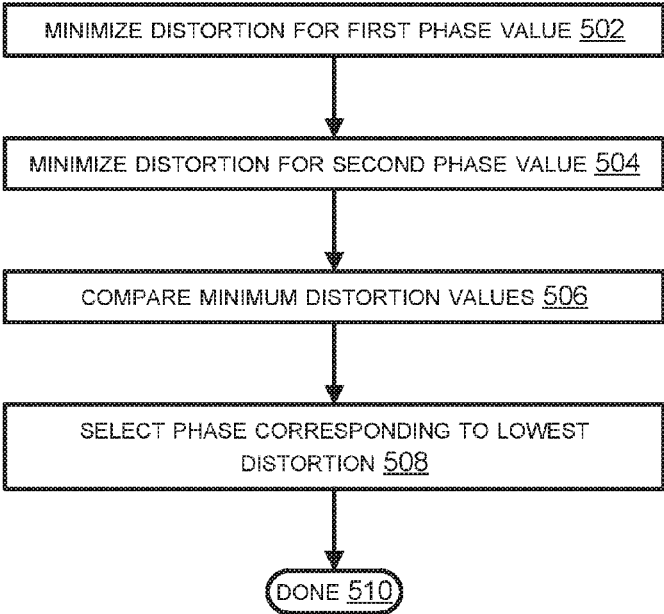 MINIMIZE DISTORTION FOR FIRST PHASE VALUE 502
MINIMIZE DISTORTION FOR SECOND PHASE VALUE 504
COMPARE MINIMUM DISTORTION VALUES 506
SELECT PHASE CORRESPONDING TO LOWEST
DISTORTION 508
DONE 510